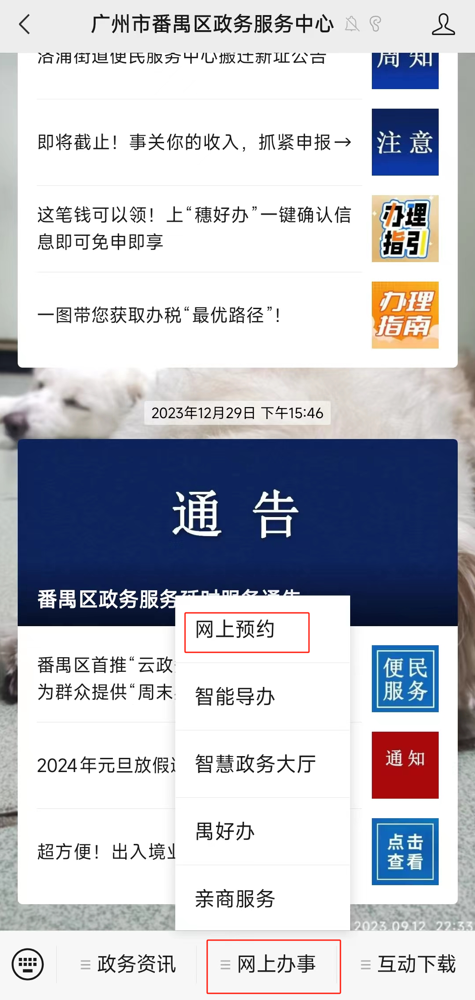 广州市番禺区政务服务中心
洛浦街道便民服务中心搬迁新址公告
周知
即将截止！事关你的收入，抓紧申报→
注意
这笔钱可以领！上“穗好办”一键确认信
息即可免申即享
办理
指引
一图带您获取办税“最优路径”！
办理
指南
2023年12月29日 下午15:46
通告
番禺区政务服务延时服务通告
网上预约
番禺区首推“云政
为群众提供“周末
便民
服务
智能导办
2024年元旦放假
通知
智慧政务大厅
禺好办
超方便！出入境业
点击
查看
亲商服务
2023.09.12 22:33
政务资讯
网上办事
互动下载